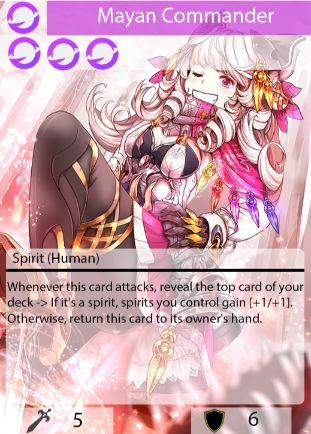 Mayan Commander
Spirit (Human)
Whenever this card attacks, reveal the top card of your
deck -> If it's a spirit, spirits you control gain [+1/+1].
Otherwise, return this card to its owner's hand.
5 6